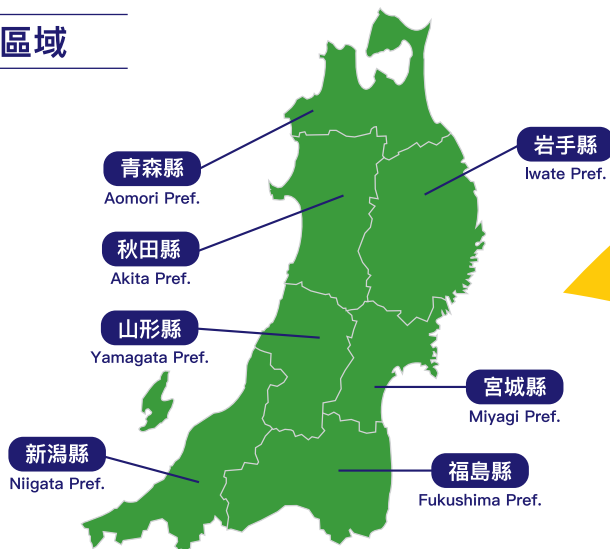 區域
青森縣
Aomori Pref.
岩手縣
Iwate Pref.
秋田縣
Akita Pref.
山形縣
Yamagata Pref.
宮城縣
Miyagi Pref.
新潟縣
Niigata Pref.
福島縣
Fukushima Pref.